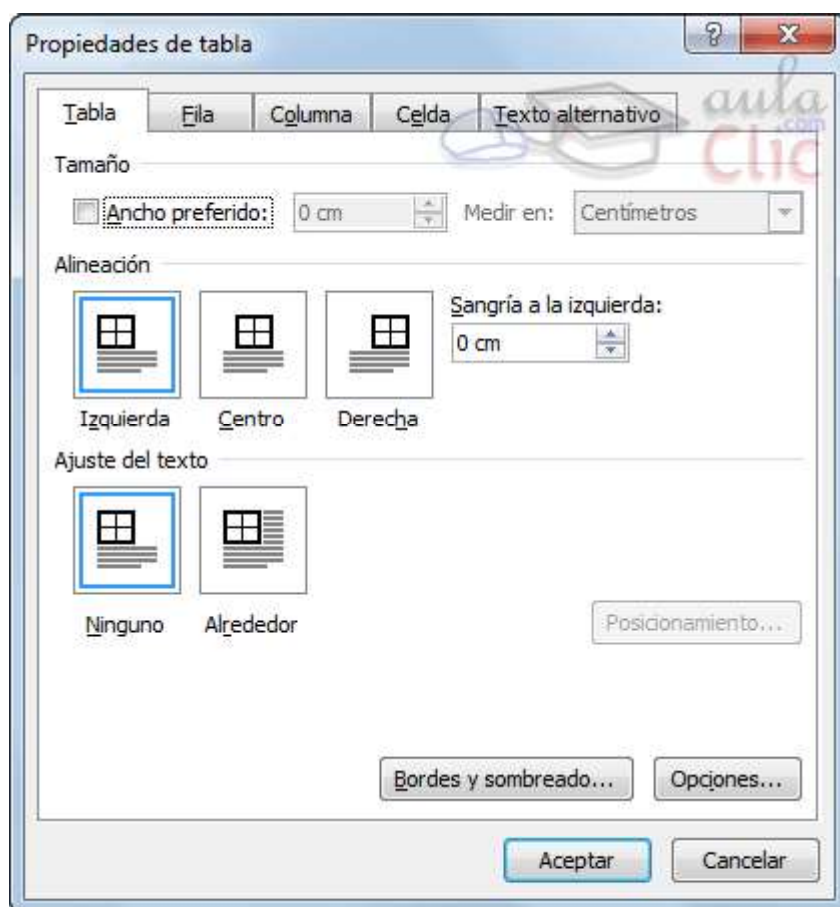 Propiedades de tabla
aula
.com
Clic
Tabla Fila Columna Celda Texto alternativo
Tamaño
Ancho preferido: 0 cm Medir en: Centímetros
Alineación
Sangría a la izquierda:
0 cm
Izquierda Centro Derecha
Ajuste del texto
Ninguno Alrededor
Posicionamiento...
Bordes y sombreado... Opciones...
Aceptar Cancelar